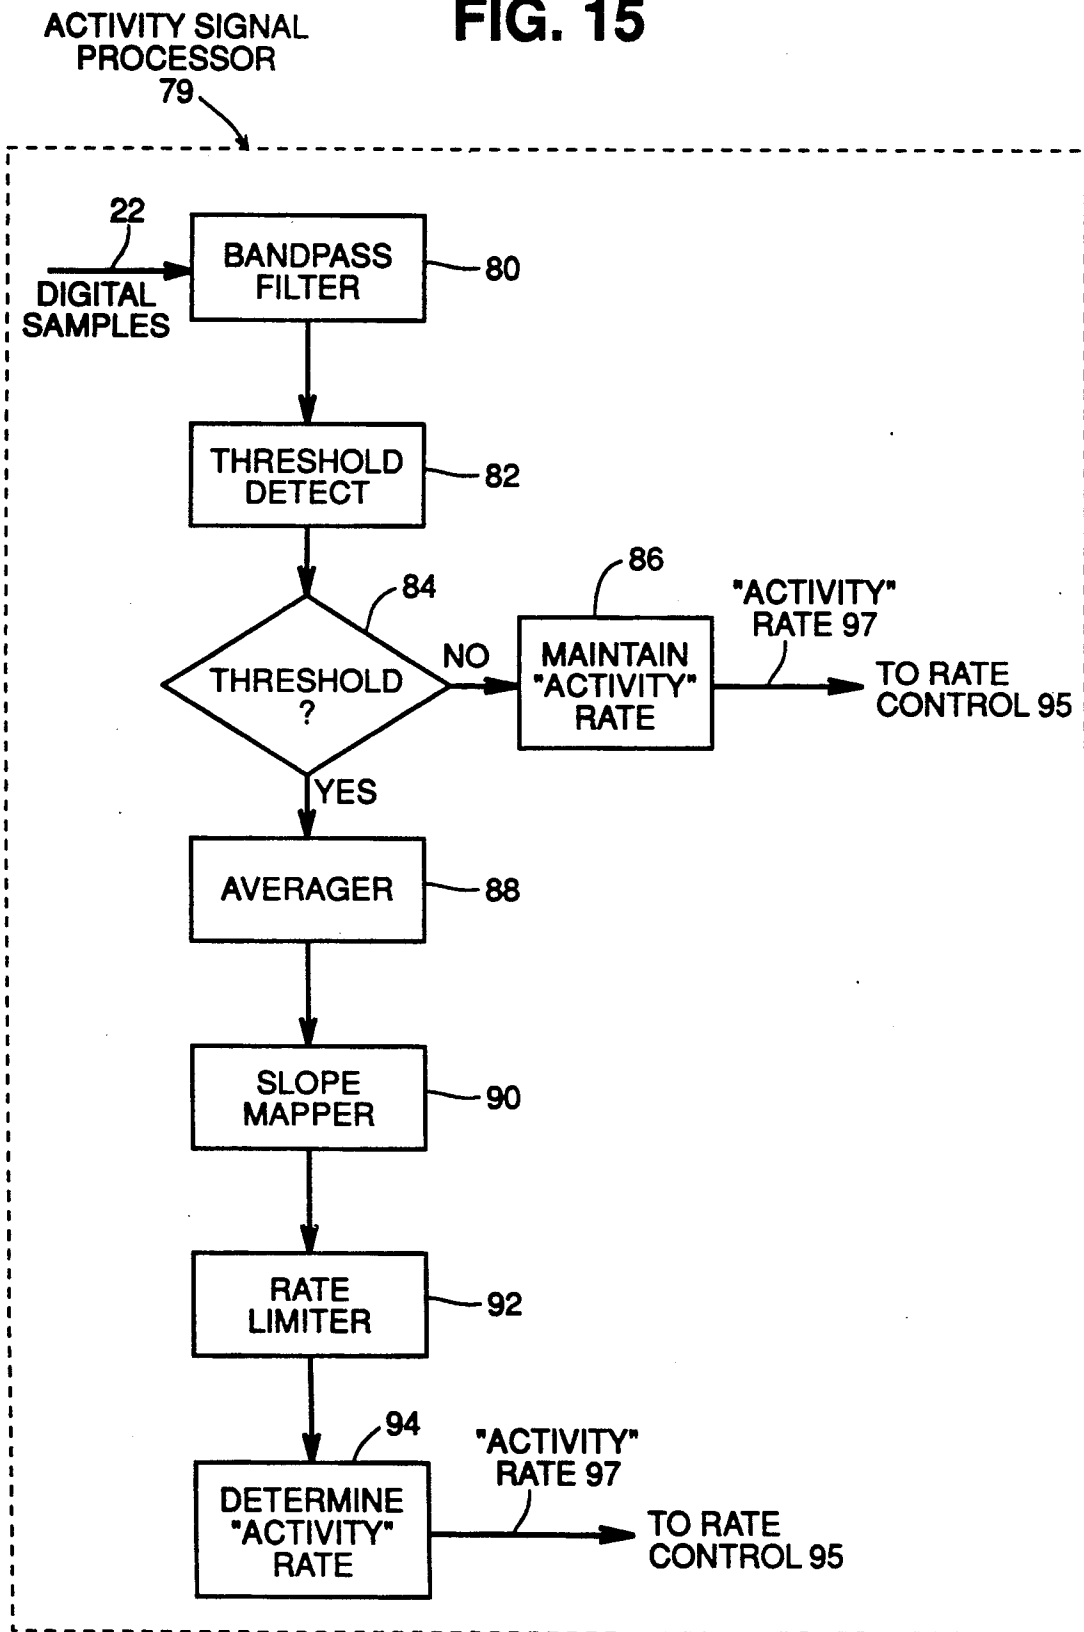 FIG. 15
ACTIVITY SIGNAL
PROCESSOR
79
22
DIGITAL
SAMPLES
BANDPASS
FILTER
80
THRESHOLD
DETECT
82
84
THRESHOLD
?
NO
86
MAINTAIN
"ACTIVITY"
RATE
"ACTIVITY"
RATE 97
TO RATE
CONTROL 95
YES
AVERAGER
88
SLOPE
MAPPER
90
RATE
LIMITER
92
94
DETERMINE
"ACTIVITY"
RATE
"ACTIVITY"
RATE 97
TO RATE
CONTROL 95